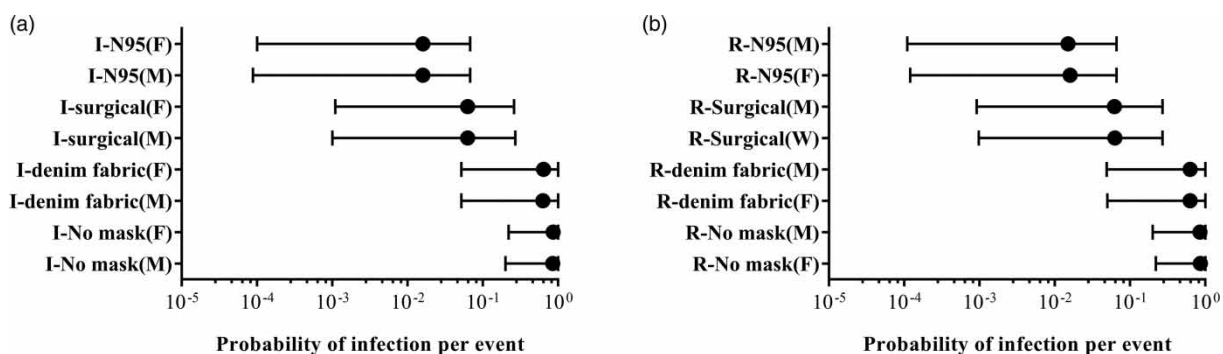 (a)
I-N95(F)
I-N95(M)
I-surgical(F)
I-surgical(M)
I-denim fabric(F)
I-denim fabric(M)
I-No mask(F)
I-No mask(M)
10^-5 10^-4 10^-3 10^-2 10^-1 10^0
Probability of infection per event
(b)
R-N95(M)
R-N95(F)
R-Surgical(M)
R-Surgical(W)
R-denim fabric(M)
R-denim fabric(F)
R-No mask(M)
R-No mask(F)
10^-5 10^-4 10^-3 10^-2 10^-1 10^0
Probability of infection per event